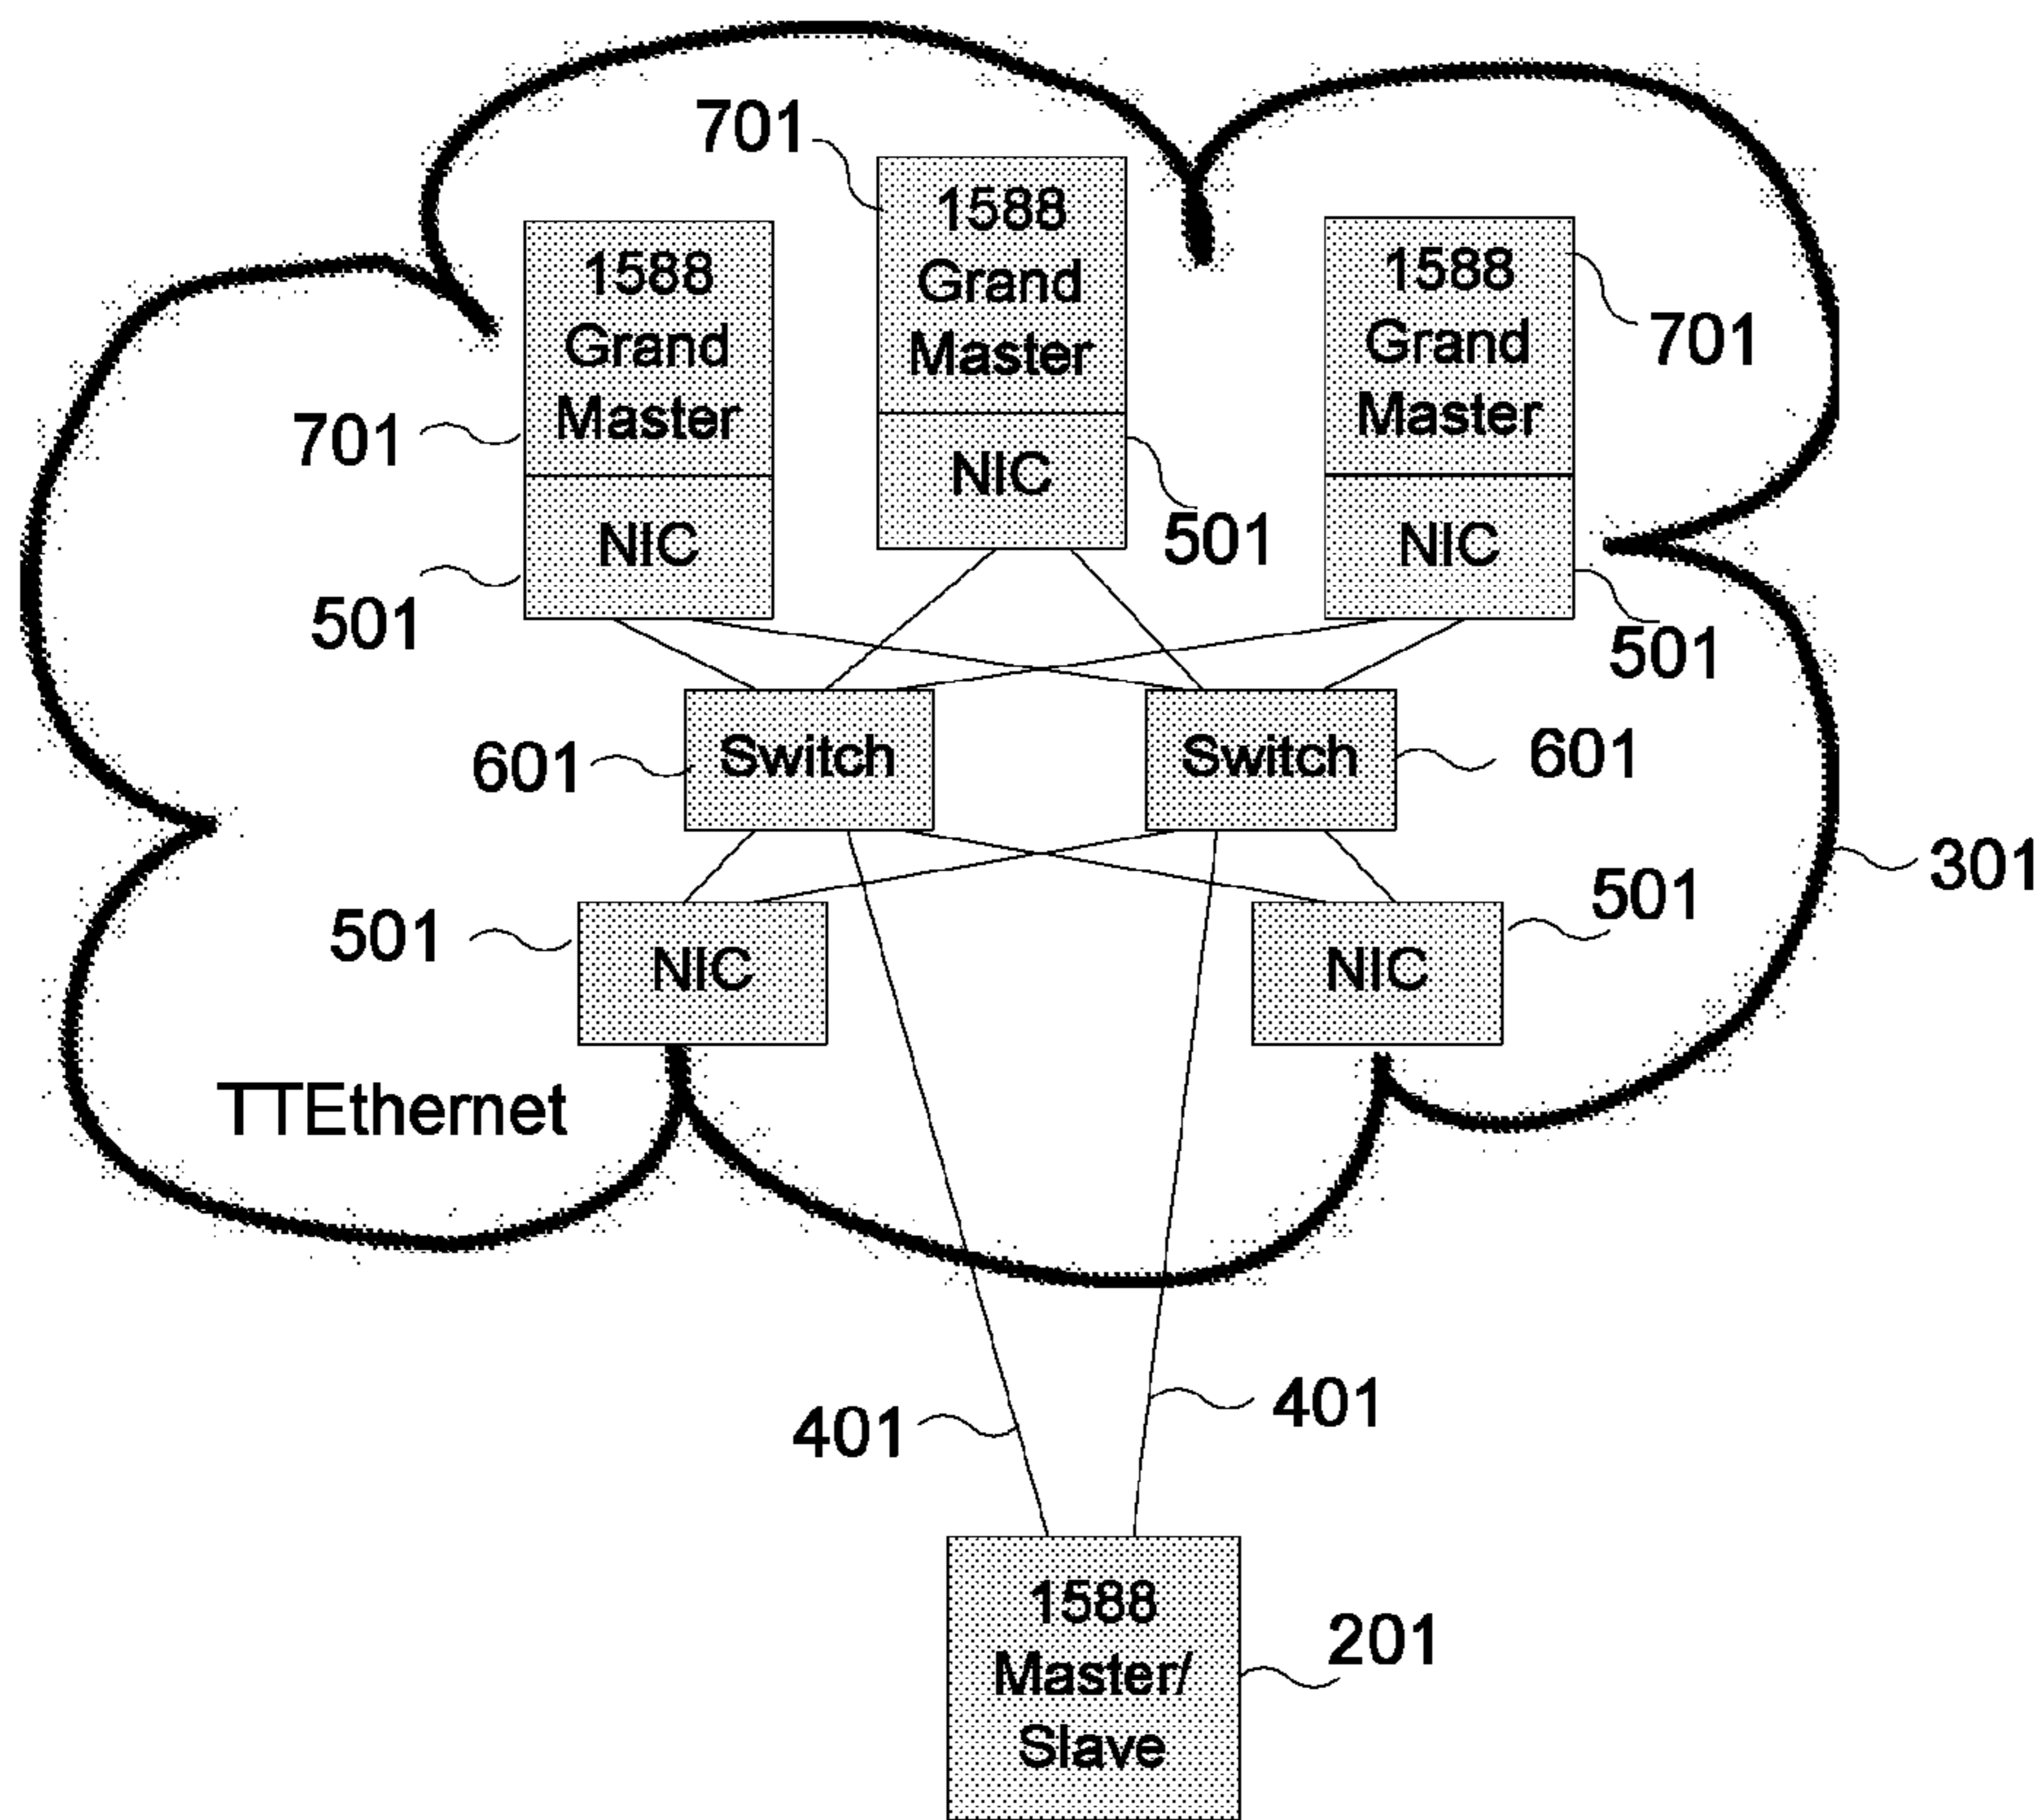 701
1588
Grand
Master
1588
Grand
Master
1588
Grand
Master
701
701
NIC
501
NIC
NIC
501
501
601
Switch
Switch
601
301
501
NIC
NIC
501
TTEthernet
401
401
1588
Master/
Slave
201